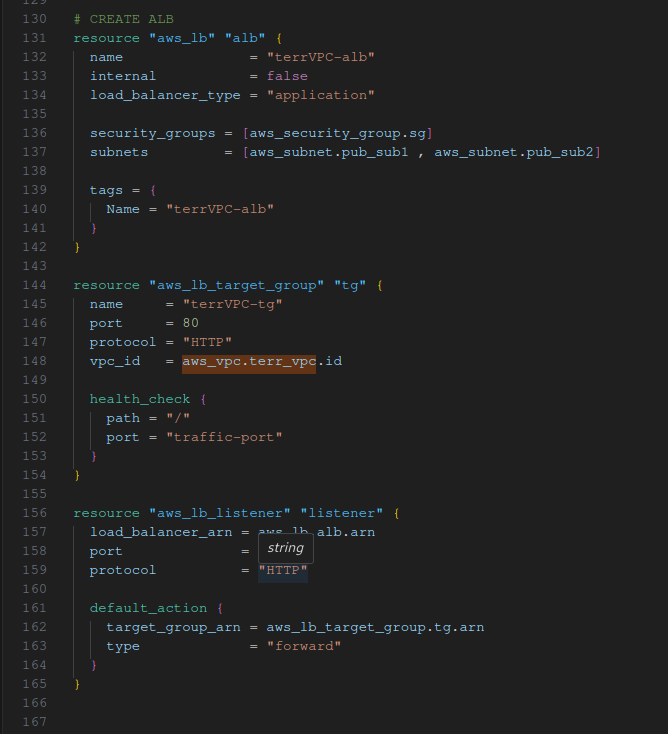 129
130 # CREATE ALB
131 resource "aws_lb" "alb" {
132 name = "terrVPC-alb"
133 internal = false
134 load_balancer_type = "application"
135
136 security_groups = [aws_security_group.sg]
137 subnets = [aws_subnet.pub_sub1 , aws_subnet.pub_sub2]
138
139 tags = {
140 Name = "terrVPC-alb"
141 }
142 }
143
144 resource "aws_lb_target_group" "tg" {
145 name = "terrVPC-tg"
146 port = 80
147 protocol = "HTTP"
148 vpc_id = aws_vpc.terr_vpc.id
149
150 health_check {
151 path = "/"
152 port = "traffic-port"
153 }
154 }
155
156 resource "aws_lb_listener" "listener" {
157 load_balancer_arn = aws_lb.alb.arn
158 port = string
159 protocol = "HTTP"
160
161 default_action {
162 target_group_arn = aws_lb_target_group.tg.arn
163 type = "forward"
164 }
165 }
166
167